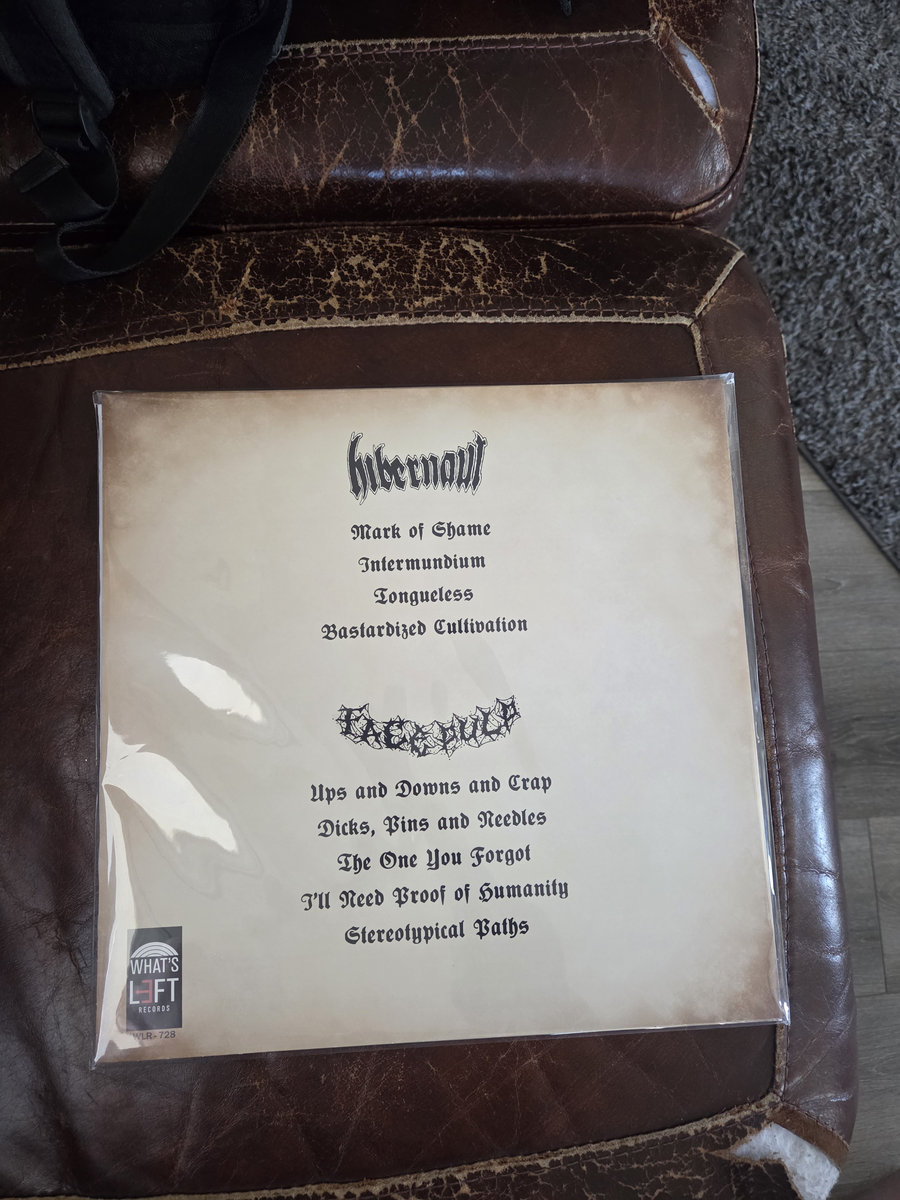 hibernaut
Mark of Shame
Intermundium
Tongueless
Bastardized Cultivation
FACEPULP
Ups and Downs and Crap
Dicks, Pins and Needles
The One You Forgot
I'll Need Proof of Humanity
Stereotypical Paths
WHAT'S
LEFT
RECORDS
WLR-728